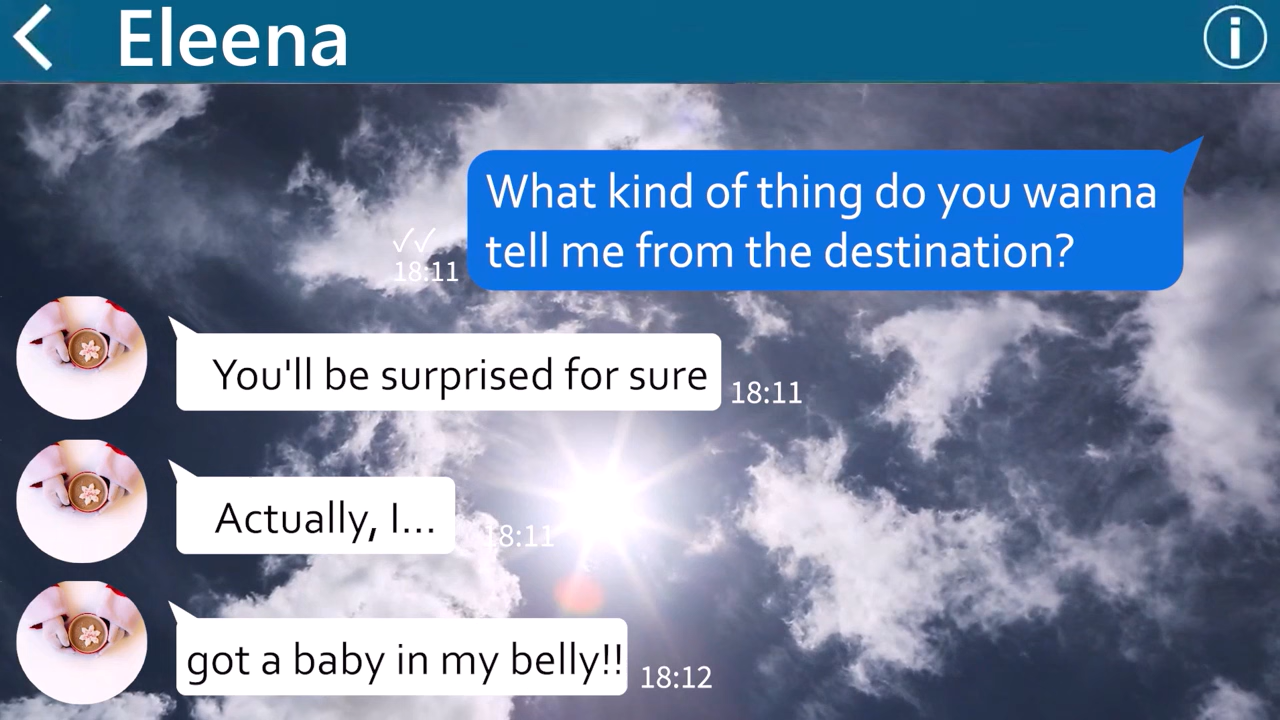 Eleena
What kind of thing do you wanna
tell me from the destination?
✓✓
18:11
You'll be surprised for sure
18:11
Actually, I...
18:11
got a baby in my belly!!
18:12